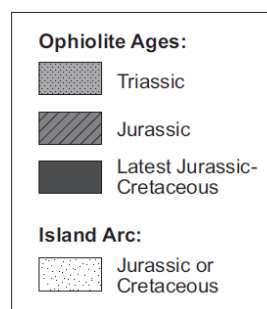 Ophiolite Ages:
Triassic
Jurassic
Latest Jurassic-
Cretaceous
Island Arc:
Jurassic or
Cretaceous